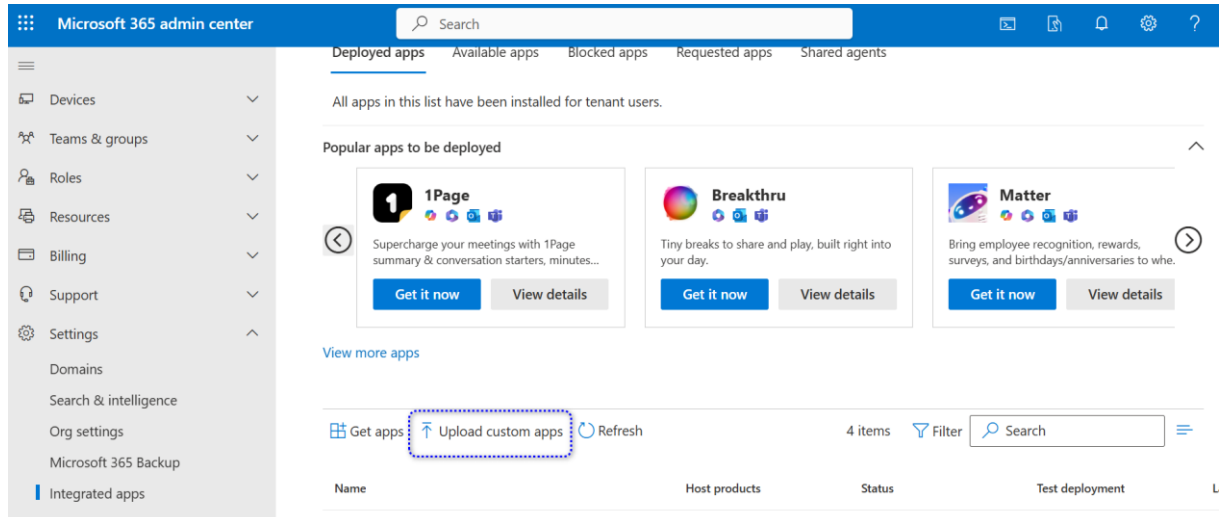 Microsoft 365 admin center
Search
Deployed apps Available apps Blocked apps Requested apps Shared agents
Devices
Teams & groups
Roles
Resources
Billing
Support
Settings
Domains
Search & intelligence
Org settings
Microsoft 365 Backup
Integrated apps
All apps in this list have been installed for tenant users.
Popular apps to be deployed
1Page
Supercharge your meetings with 1Page
summary & conversation starters, minutes...
Get it now View details
Breakthru
Tiny breaks to share and play, built right into
your day.
Get it now View details
Matter
Bring employee recognition, rewards,
surveys, and birthdays/anniversaries to whe.
Get it now View details
View more apps
Get apps Upload custom apps Refresh 4 items Filter Search
Name Host products Status Test deployment L